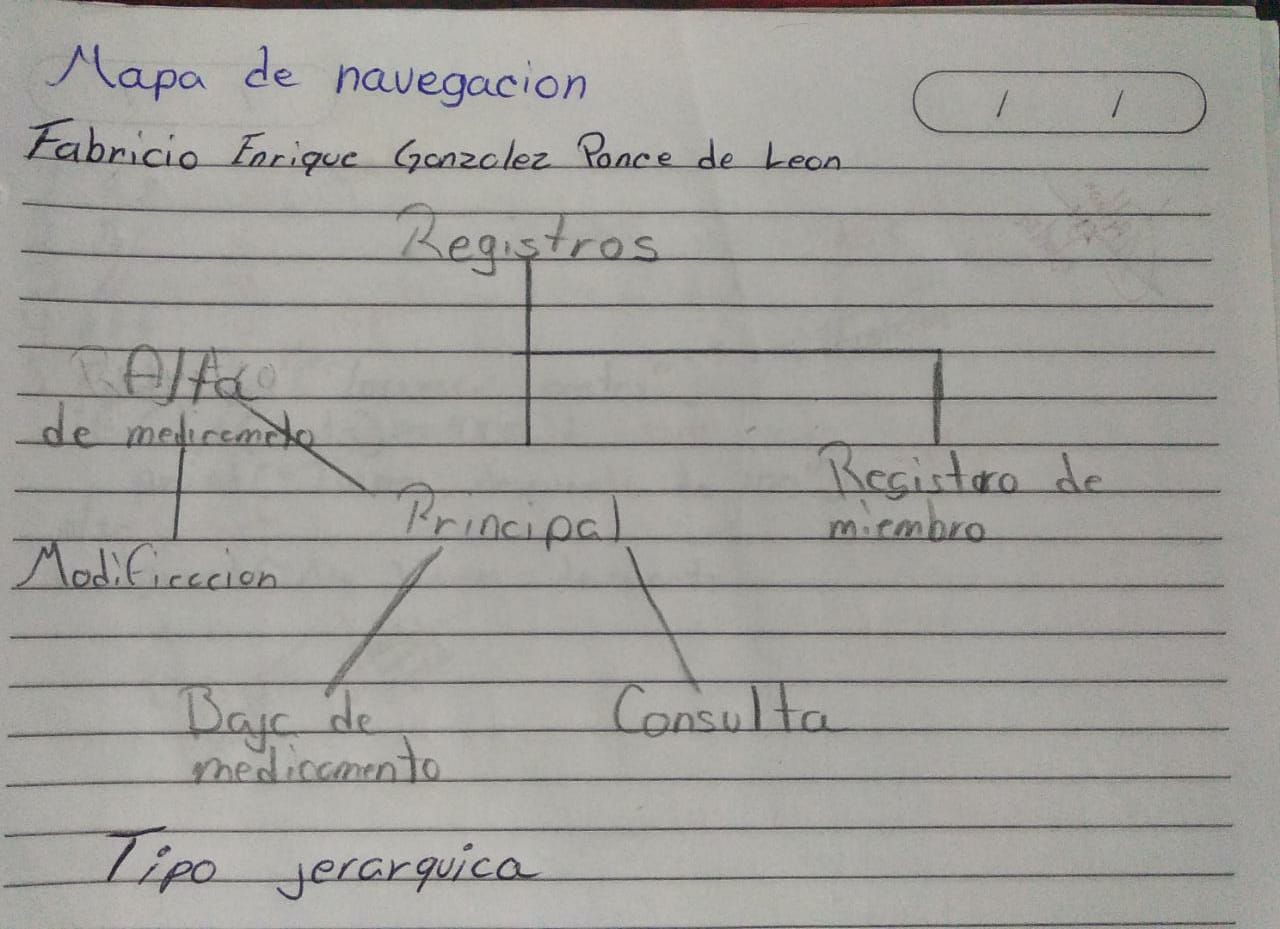 Mapa de navegacion
/ /
Fabricio Enrique Gonzalez Ponce de Leon
Registros
Alta
de medicameto
Registro de
miembro
Principal
Modificacion
Baja de
medicamento
Consulta
Tipo jerarquica